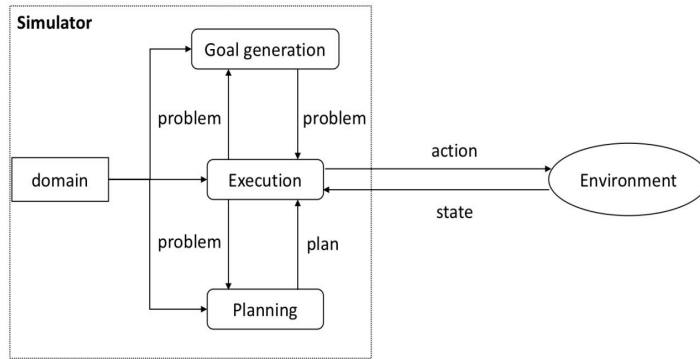 Simulator
Goal generation
problem
problem
action
domain
Execution
Environment
state
problem
plan
Planning